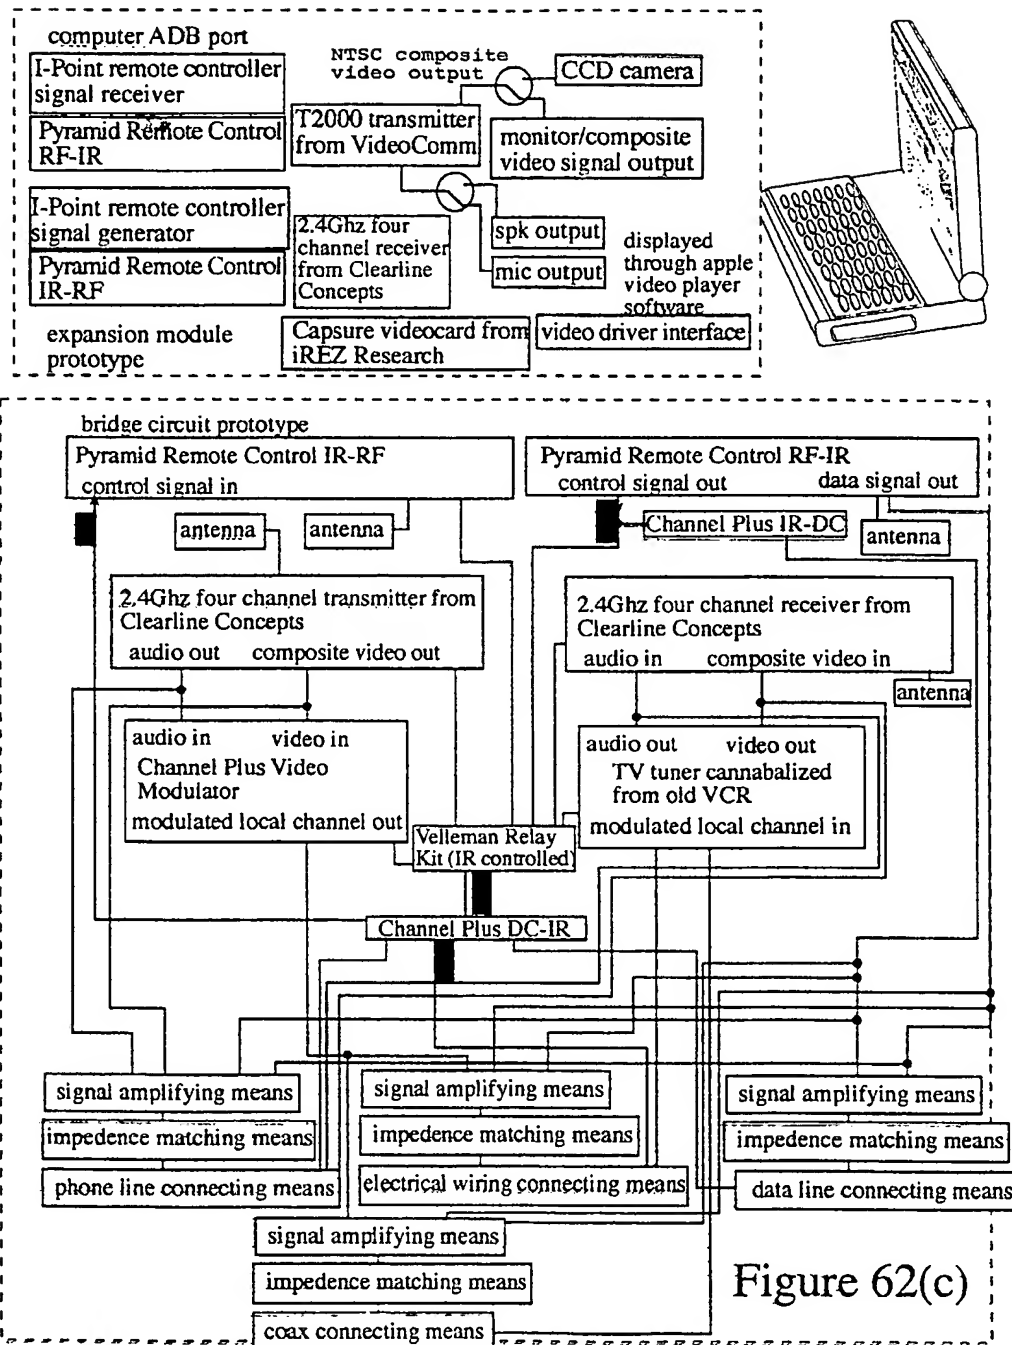 computer ADB port
I-Point remote controller
signal receiver
Pyramid Remote Control
RF-IR
I-Point remote controller
signal generator
Pyramid Remote Control
IR-RF
expansion module
prototype
NTSC composite
video output
CCD camera
T2000 transmitter
from VideoComm
monitor/composite
video signal output
2.4Ghz four
channel receiver
from Clearline
Concepts
spk output
mic output
displayed
through apple
video player
software
Capsure videocard from
iREZ Research
video driver interface
bridge circuit prototype
Pyramid Remote Control IR-RF
control signal in
Pyramid Remote Control RF-IR
control signal out
data signal out
antenna
antenna
Channel Plus IR-DC
antenna
2.4Ghz four channel transmitter from
Clearline Concepts
audio out
composite video out
2.4Ghz four channel receiver from
Clearline Concepts
audio in
composite video in
antenna
audio in
video in
Channel Plus Video
Modulator
modulated local channel out
audio out
video out
TV tuner cannabalized
from old VCR
modulated local channel in
Velleman Relay
Kit (IR controlled)
Channel Plus DC-IR
signal amplifying means
impedence matching means
phone line connecting means
signal amplifying means
impedence matching means
electrical wiring connecting means
signal amplifying means
impedence matching means
data line connecting means
signal amplifying means
impedence matching means
coax connecting means
Figure 62(c)